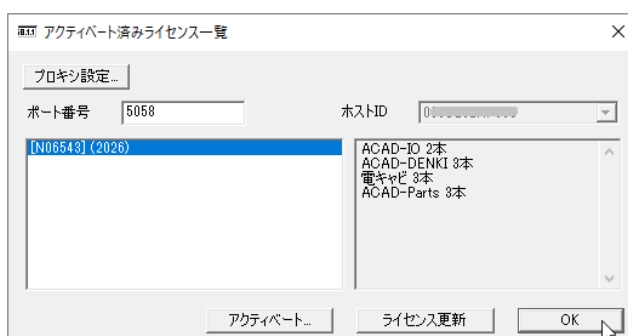 アクティベート済みライセンス一覧
プロキシ設定...
ポート番号 5058 ホストID
[N06543] (2026)
ACAD-IO 2本
ACAD-DENKI 3本
電キャビ 3本
ACAD-Parts 3本
アクティベート... ライセンス更新 OK